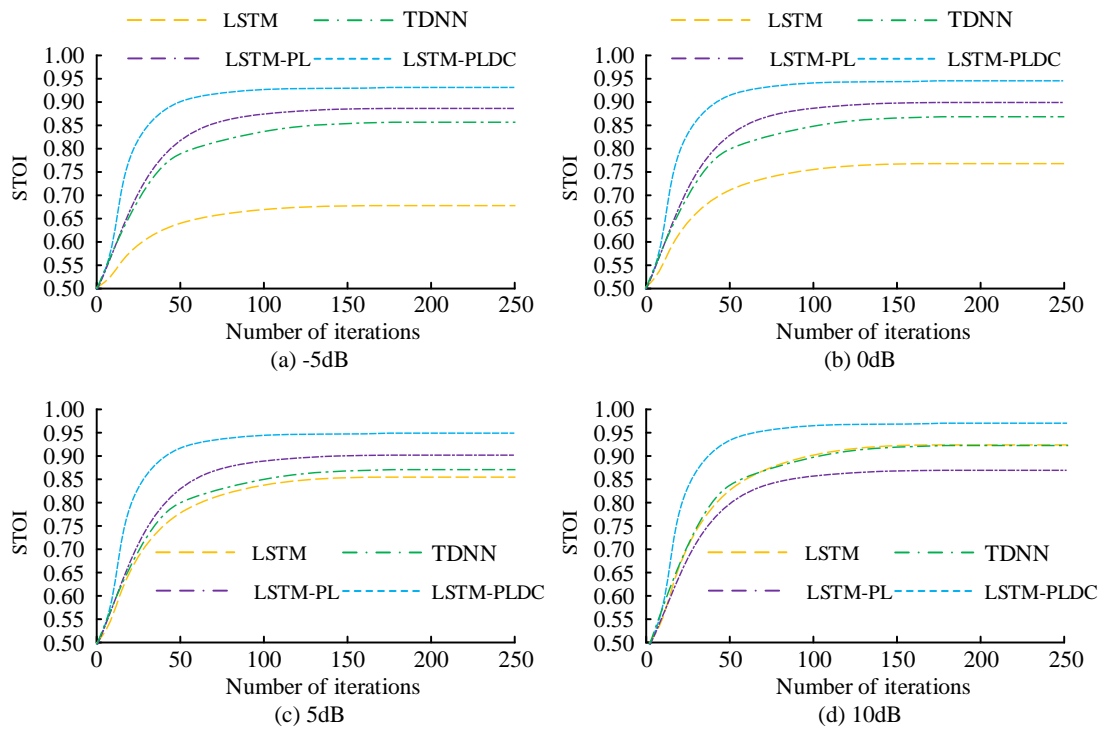 LSTM TDNN
LSTM-PL LSTM-PLDC
1.00
0.95
0.90
0.85
0.80
0.75
0.70
0.65
0.60
0.55
0.50
STOI
0 50 100 150 200 250
Number of iterations
(a) -5dB
LSTM TDNN
LSTM-PL LSTM-PLDC
1.00
0.95
0.90
0.85
0.80
0.75
0.70
0.65
0.60
0.55
0.50
STOI
0 50 100 150 200 250
Number of iterations
(b) 0dB
1.00
0.95
0.90
0.85
0.80
0.75
0.70
0.65
0.60
0.55
0.50
STOI
LSTM TDNN
LSTM-PL LSTM-PLDC
0 50 100 150 200 250
Number of iterations
(c) 5dB
1.00
0.95
0.90
0.85
0.80
0.75
0.70
0.65
0.60
0.55
0.50
STOI
LSTM TDNN
LSTM-PL LSTM-PLDC
0 50 100 150 200 250
Number of iterations
(d) 10dB